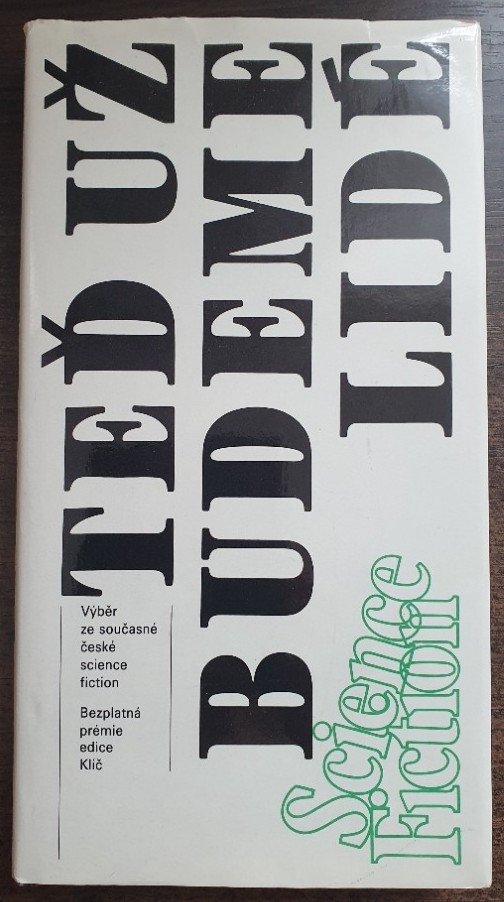 TEĎ UŽ
BUDEME
LIDÉ
Výběr
ze současné
české
science
fiction
Bezplatná
prémie
edice
Klíč
Science
Fiction